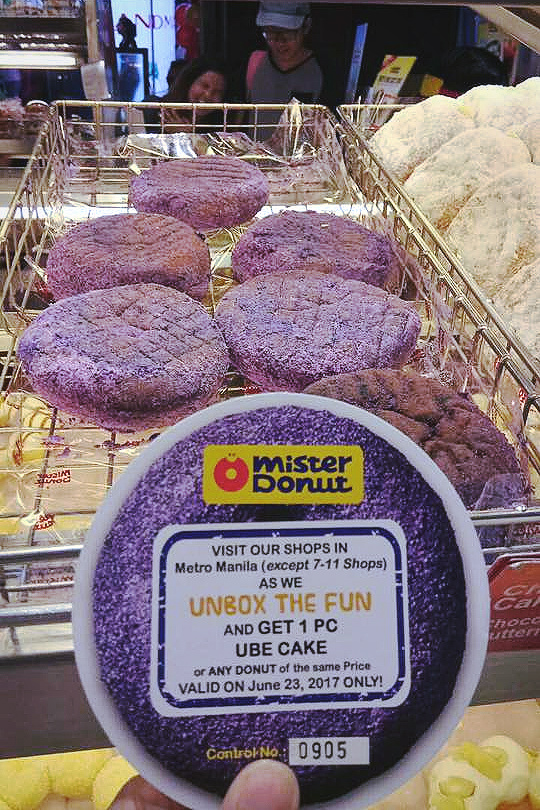 mister
Donut
VISIT OUR SHOPS IN
Metro Manila (except 7-11 Shops)
AS WE
UNBOX THE FUN
AND GET 1 PC
UBE CAKE
or ANY DONUT of the same Price
VALID ON June 23, 2017 ONLY!
Control No.: 0905